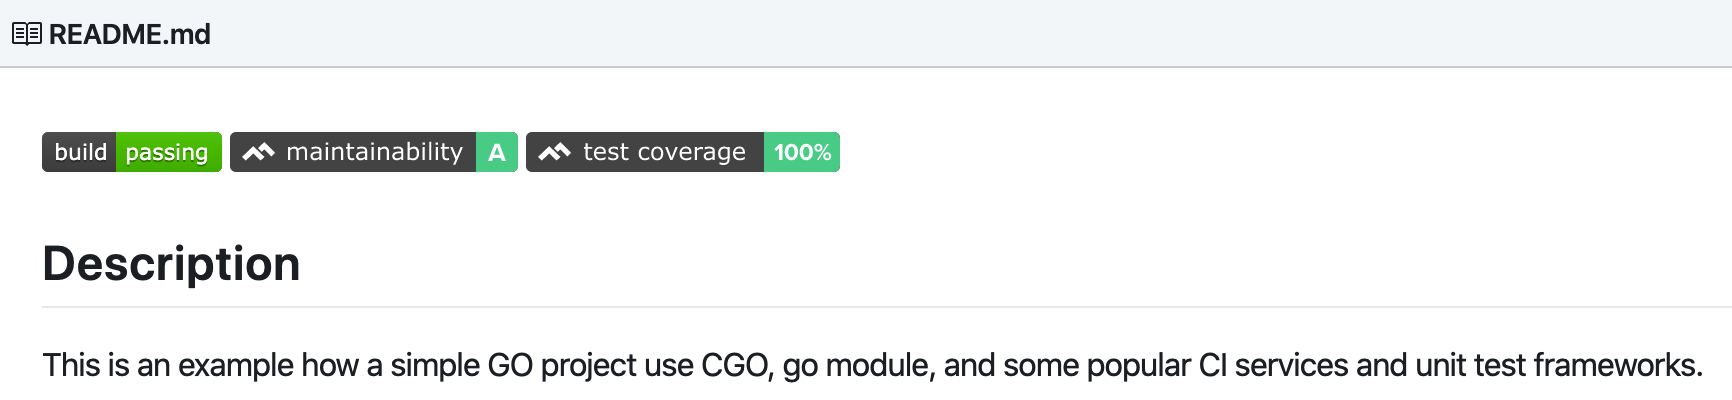 README.md
build passing maintainability A test coverage 100%
Description
This is an example how a simple GO project use CGO, go module, and some popular CI services and unit test frameworks.